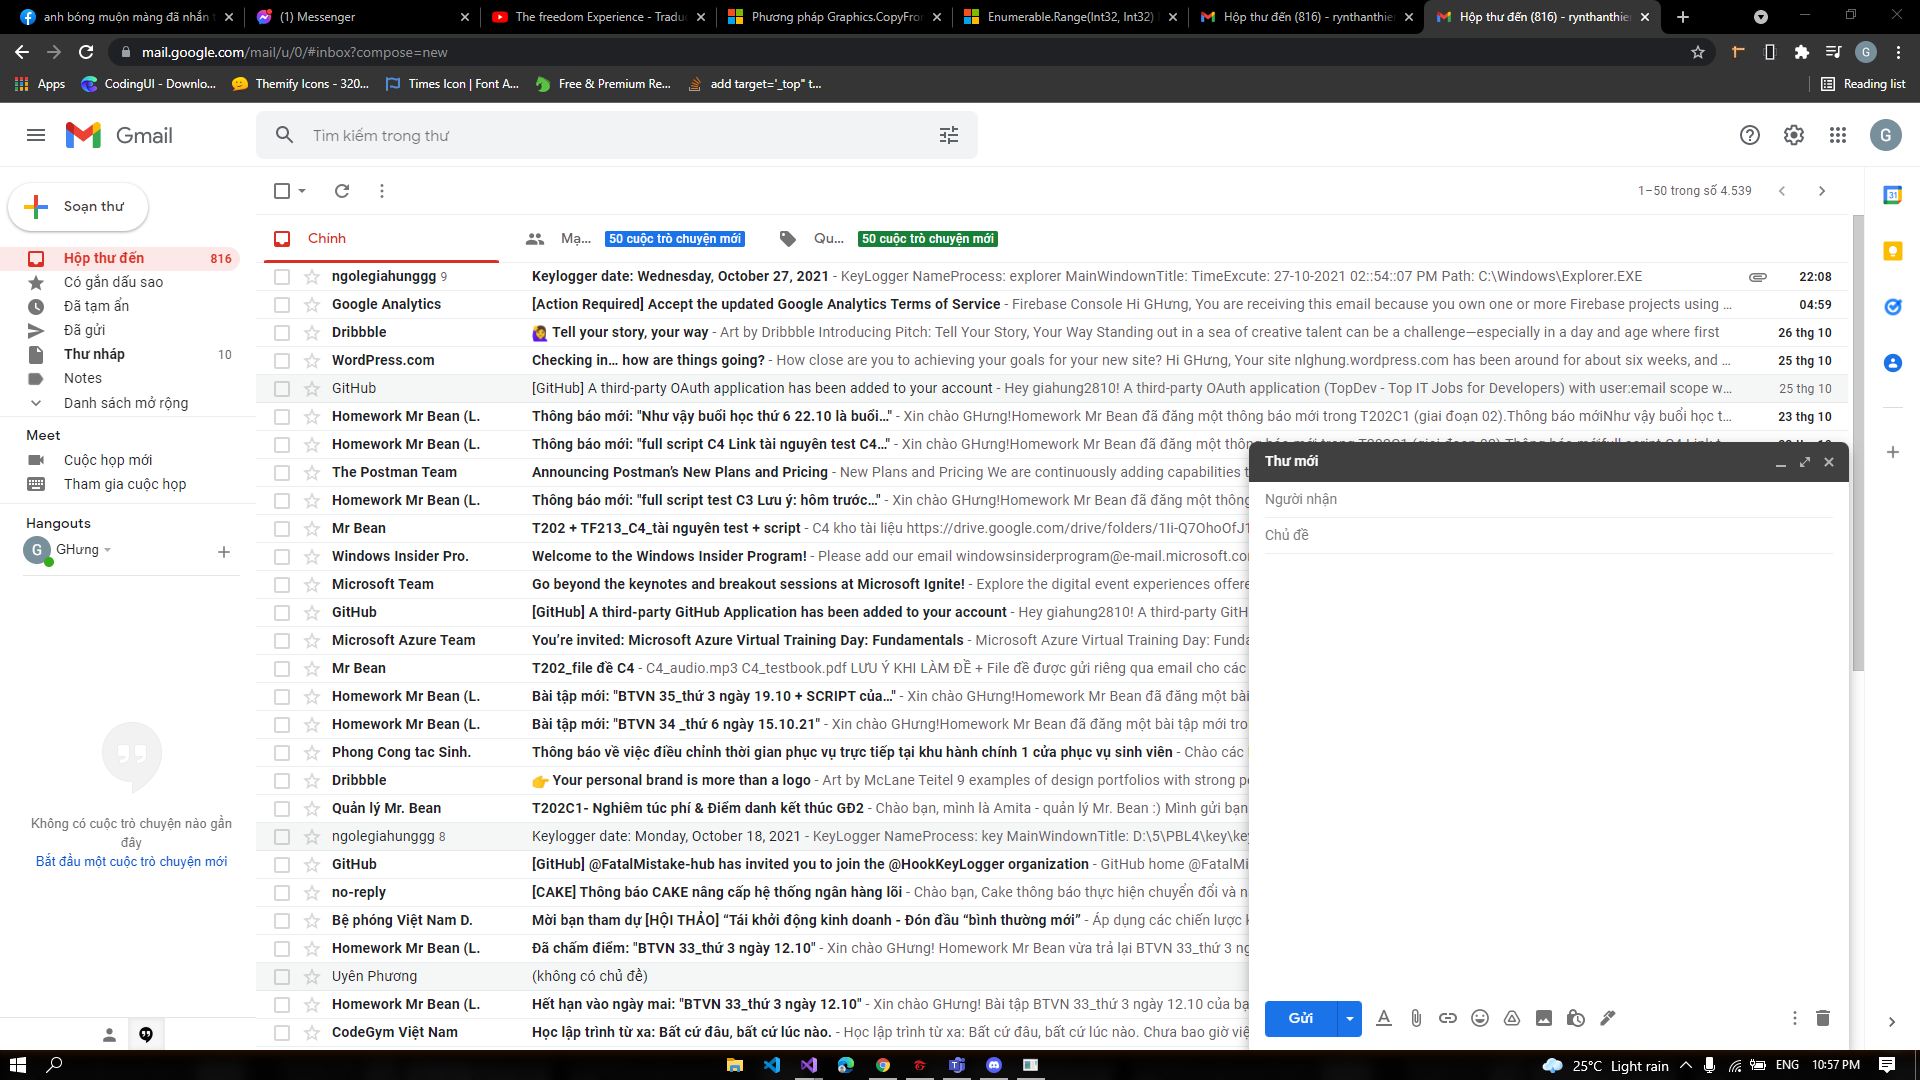 anh bóng muộn màng đã nhắn t
(1) Messenger
The freedom Experience - Tradu
Phương pháp Graphics.CopyFro
Enumerable.Range(Int32, Int32)
Hộp thư đến (816) - rynthanthie
Hộp thư đến (816) - rynthanthie
mail.google.com/mail/u/0/#inbox?compose=new
G
Apps
CodingUI - Downlo...
Themify Icons - 320...
Times Icon | Font A...
Free & Premium Re...
add target='_top" t...
Reading list
Gmail
Tìm kiếm trong thư
G
Soạn thư
1–50 trong số 4.539
31
Chính
Mạ...
50 cuộc trò chuyện mới
Qu...
50 cuộc trò chuyện mới
Hộp thư đến 816
Có gắn dấu sao
Đã tạm ẩn
Đã gửi
Thư nháp 10
Notes
Danh sách mở rộng
Meet
Cuộc họp mới
Tham gia cuộc họp
Hangouts
G GHưng
Không có cuộc trò chuyện nào gần
đây
Bắt đầu một cuộc trò chuyện mới
ngolegiahunggg 9 Keylogger date: Wednesday, October 27, 2021 - KeyLogger NameProcess: explorer MainWindowTitle: TimeExcute: 27-10-2021 02::54::07 PM Path: C:\Windows\Explorer.EXE 22:08
Google Analytics [Action Required] Accept the updated Google Analytics Terms of Service - Firebase Console Hi GHưng, You are receiving this email because you own one or more Firebase projects using ... 04:59
Dribbble 🙋‍♀️ Tell your story, your way - Art by Dribbble Introducing Pitch: Tell Your Story, Your Way Standing out in a sea of creative talent can be a challenge—especially in a day and age where first 26 thg 10
WordPress.com Checking in... how are things going? - How close are you to achieving your goals for your new site? Hi GHưng, Your site nlghung.wordpress.com has been around for about six weeks, and ... 25 thg 10
GitHub [GitHub] A third-party OAuth application has been added to your account - Hey giahung2810! A third-party OAuth application (TopDev - Top IT Jobs for Developers) with user:email scope w... 25 thg 10
Homework Mr Bean (L. Thông báo mới: "Như vậy buổi học thứ 6 22.10 là buổi..." - Xin chào GHưng!Homework Mr Bean đã đăng một thông báo mới trong T202C1 (giai đoạn 02).Thông báo mớiNhư vậy buổi học t... 23 thg 10
Homework Mr Bean (L. Thông báo mới: "full script C4 Link tài nguyên test C4..." - Xin chào GHưng!Homework Mr Bean đã đăng một thông
The Postman Team Announcing Postman's New Plans and Pricing - New Plans and Pricing We are continuously adding capabilities t
Homework Mr Bean (L. Thông báo mới: "full script test C3 Lưu ý: hôm trước..." - Xin chào GHưng!Homework Mr Bean đã đăng một thông
Mr Bean T202 + TF213_C4_tài nguyên test + script - C4 kho tài liệu https://drive.google.com/drive/folders/1Ii-Q7OhoOfJ1
Windows Insider Pro. Welcome to the Windows Insider Program! - Please add our email windowsinsiderprogram@e-mail.microsoft.co
Microsoft Team Go beyond the keynotes and breakout sessions at Microsoft Ignite! - Explore the digital event experiences offere
GitHub [GitHub] A third-party GitHub Application has been added to your account - Hey giahung2810! A third-party GitH
Microsoft Azure Team You're invited: Microsoft Azure Virtual Training Day: Fundamentals - Microsoft Azure Virtual Training Day: Funda
Mr Bean T202_file đề C4 - C4_audio.mp3 C4_testbook.pdf LƯU Ý KHI LÀM ĐỀ + File đề được gửi riêng qua email cho các
Homework Mr Bean (L. Bài tập mới: "BTVN 35_thứ 3 ngày 19.10 + SCRIPT của..." - Xin chào GHưng!Homework Mr Bean đã đăng một bài
Homework Mr Bean (L. Bài tập mới: "BTVN 34 _thứ 6 ngày 15.10.21" - Xin chào GHưng!Homework Mr Bean đã đăng một bài tập mới tro
Phong Cong tac Sinh. Thông báo về việc điều chỉnh thời gian phục vụ trực tiếp tại khu hành chính 1 cửa phục vụ sinh viên - Chào các
Dribbble 👉 Your personal brand is more than a logo - Art by McLane Teitel 9 examples of design portfolios with strong pe
Quản lý Mr. Bean T202C1- Nghiêm túc phí & Điểm danh kết thúc GĐ2 - Chào bạn, mình là Amita - quản lý Mr. Bean :) Mình gửi bạn
ngolegiahunggg 8 Keylogger date: Monday, October 18, 2021 - KeyLogger NameProcess: key MainWindowTitle: D:\5\PBL4\key\key
GitHub [GitHub] @FatalMistake-hub has invited you to join the @HookKeyLogger organization - GitHub home @FatalMi
no-reply [CAKE] Thông báo CAKE nâng cấp hệ thống ngân hàng lõi - Chào bạn, Cake thông báo thực hiện chuyển đổi và n
Bệ phóng Việt Nam D. Mời bạn tham dự [HỘI THẢO] “Tái khởi động kinh doanh - Đón đầu “bình thường mới” - Áp dụng các chiến lược k
Homework Mr Bean (L. Đã chấm điểm: "BTVN 33_thứ 3 ngày 12.10" - Xin chào GHưng! Homework Mr Bean vừa trả lại BTVN 33_thứ 3 ng
Uyên Phương (không có chủ đề)
Homework Mr Bean (L. Hết hạn vào ngày mai: "BTVN 33_thứ 3 ngày 12.10" - Xin chào GHưng! Bài tập BTVN 33_thứ 3 ngày 12.10 của bạ
CodeGym Việt Nam Học lập trình từ xa: Bất cứ đâu, bất cứ lúc nào. - Học lập trình từ xa: Bất cứ đâu, bất cứ lúc nào. Chưa bao giờ việ
Thư mới
Người nhận
Chủ đề
Gửi
25°C Light rain
ENG
10:57 PM